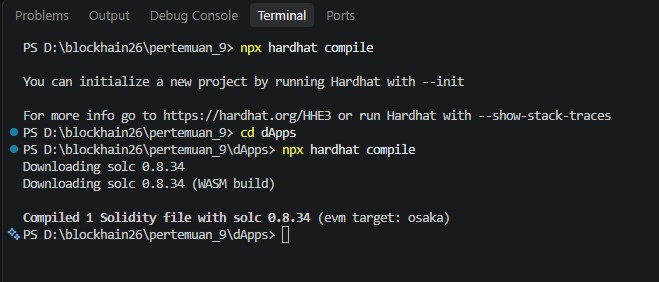 Problems Output Debug Console Terminal Ports
PS D:\blockhain26\pertemuan_9> npx hardhat compile
You can initialize a new project by running Hardhat with --init
For more info go to https://hardhat.org/HHE3 or run Hardhat with --show-stack-traces
PS D:\blockhain26\pertemuan_9> cd dApps
PS D:\blockhain26\pertemuan_9\dApps> npx hardhat compile
Downloading solc 0.8.34
Downloading solc 0.8.34 (WASM build)
Compiled 1 Solidity file with solc 0.8.34 (evm target: osaka)
PS D:\blockhain26\pertemuan_9\dApps>